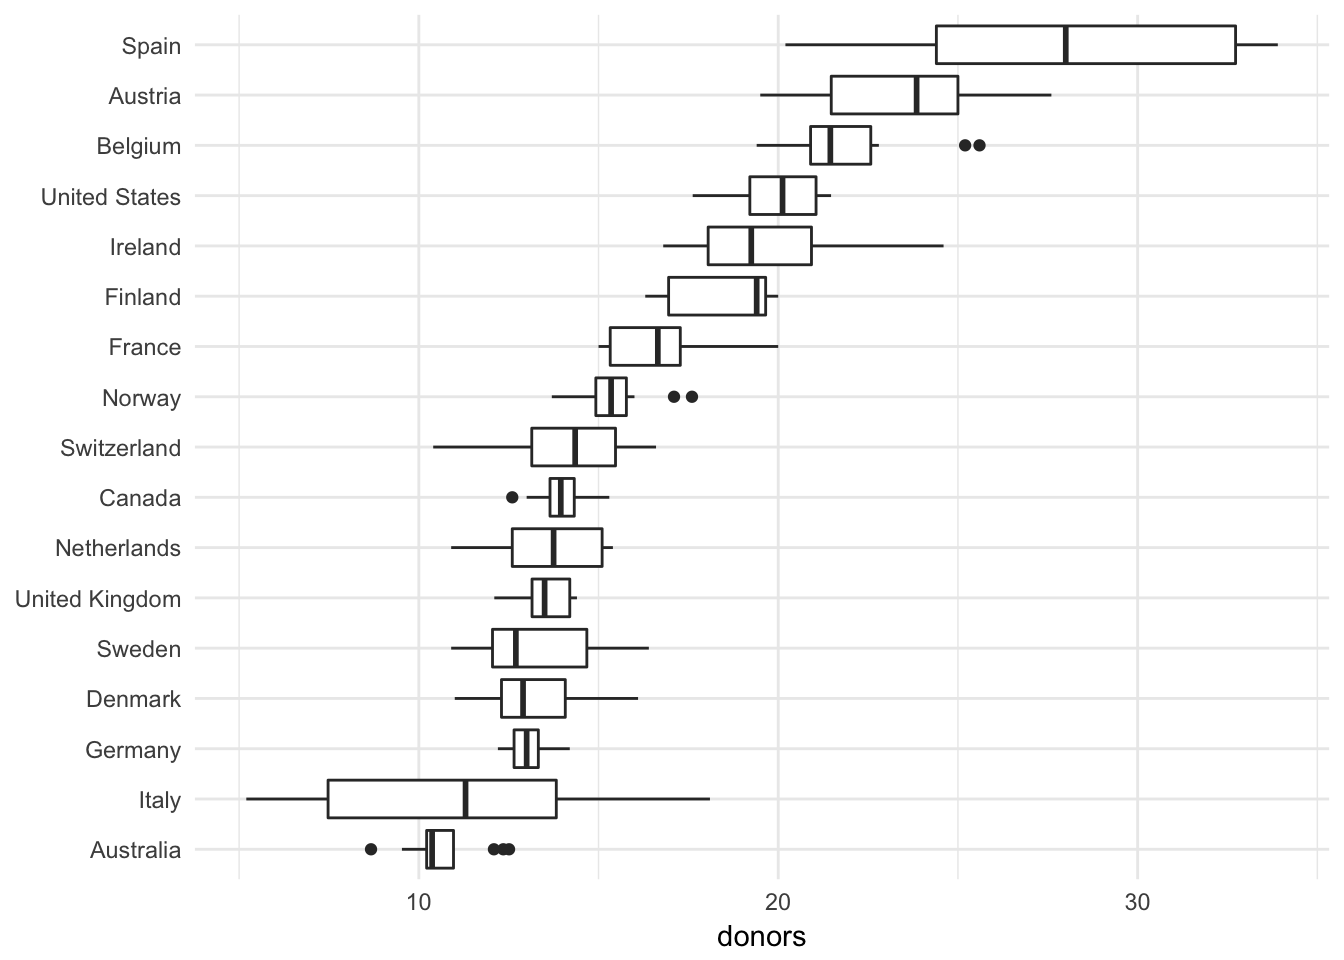 Spain
Austria
Belgium
United States
Ireland
Finland
France
Norway
Switzerland
Canada
Netherlands
United Kingdom
Sweden
Denmark
Germany
Italy
Australia
10 20 30
donors